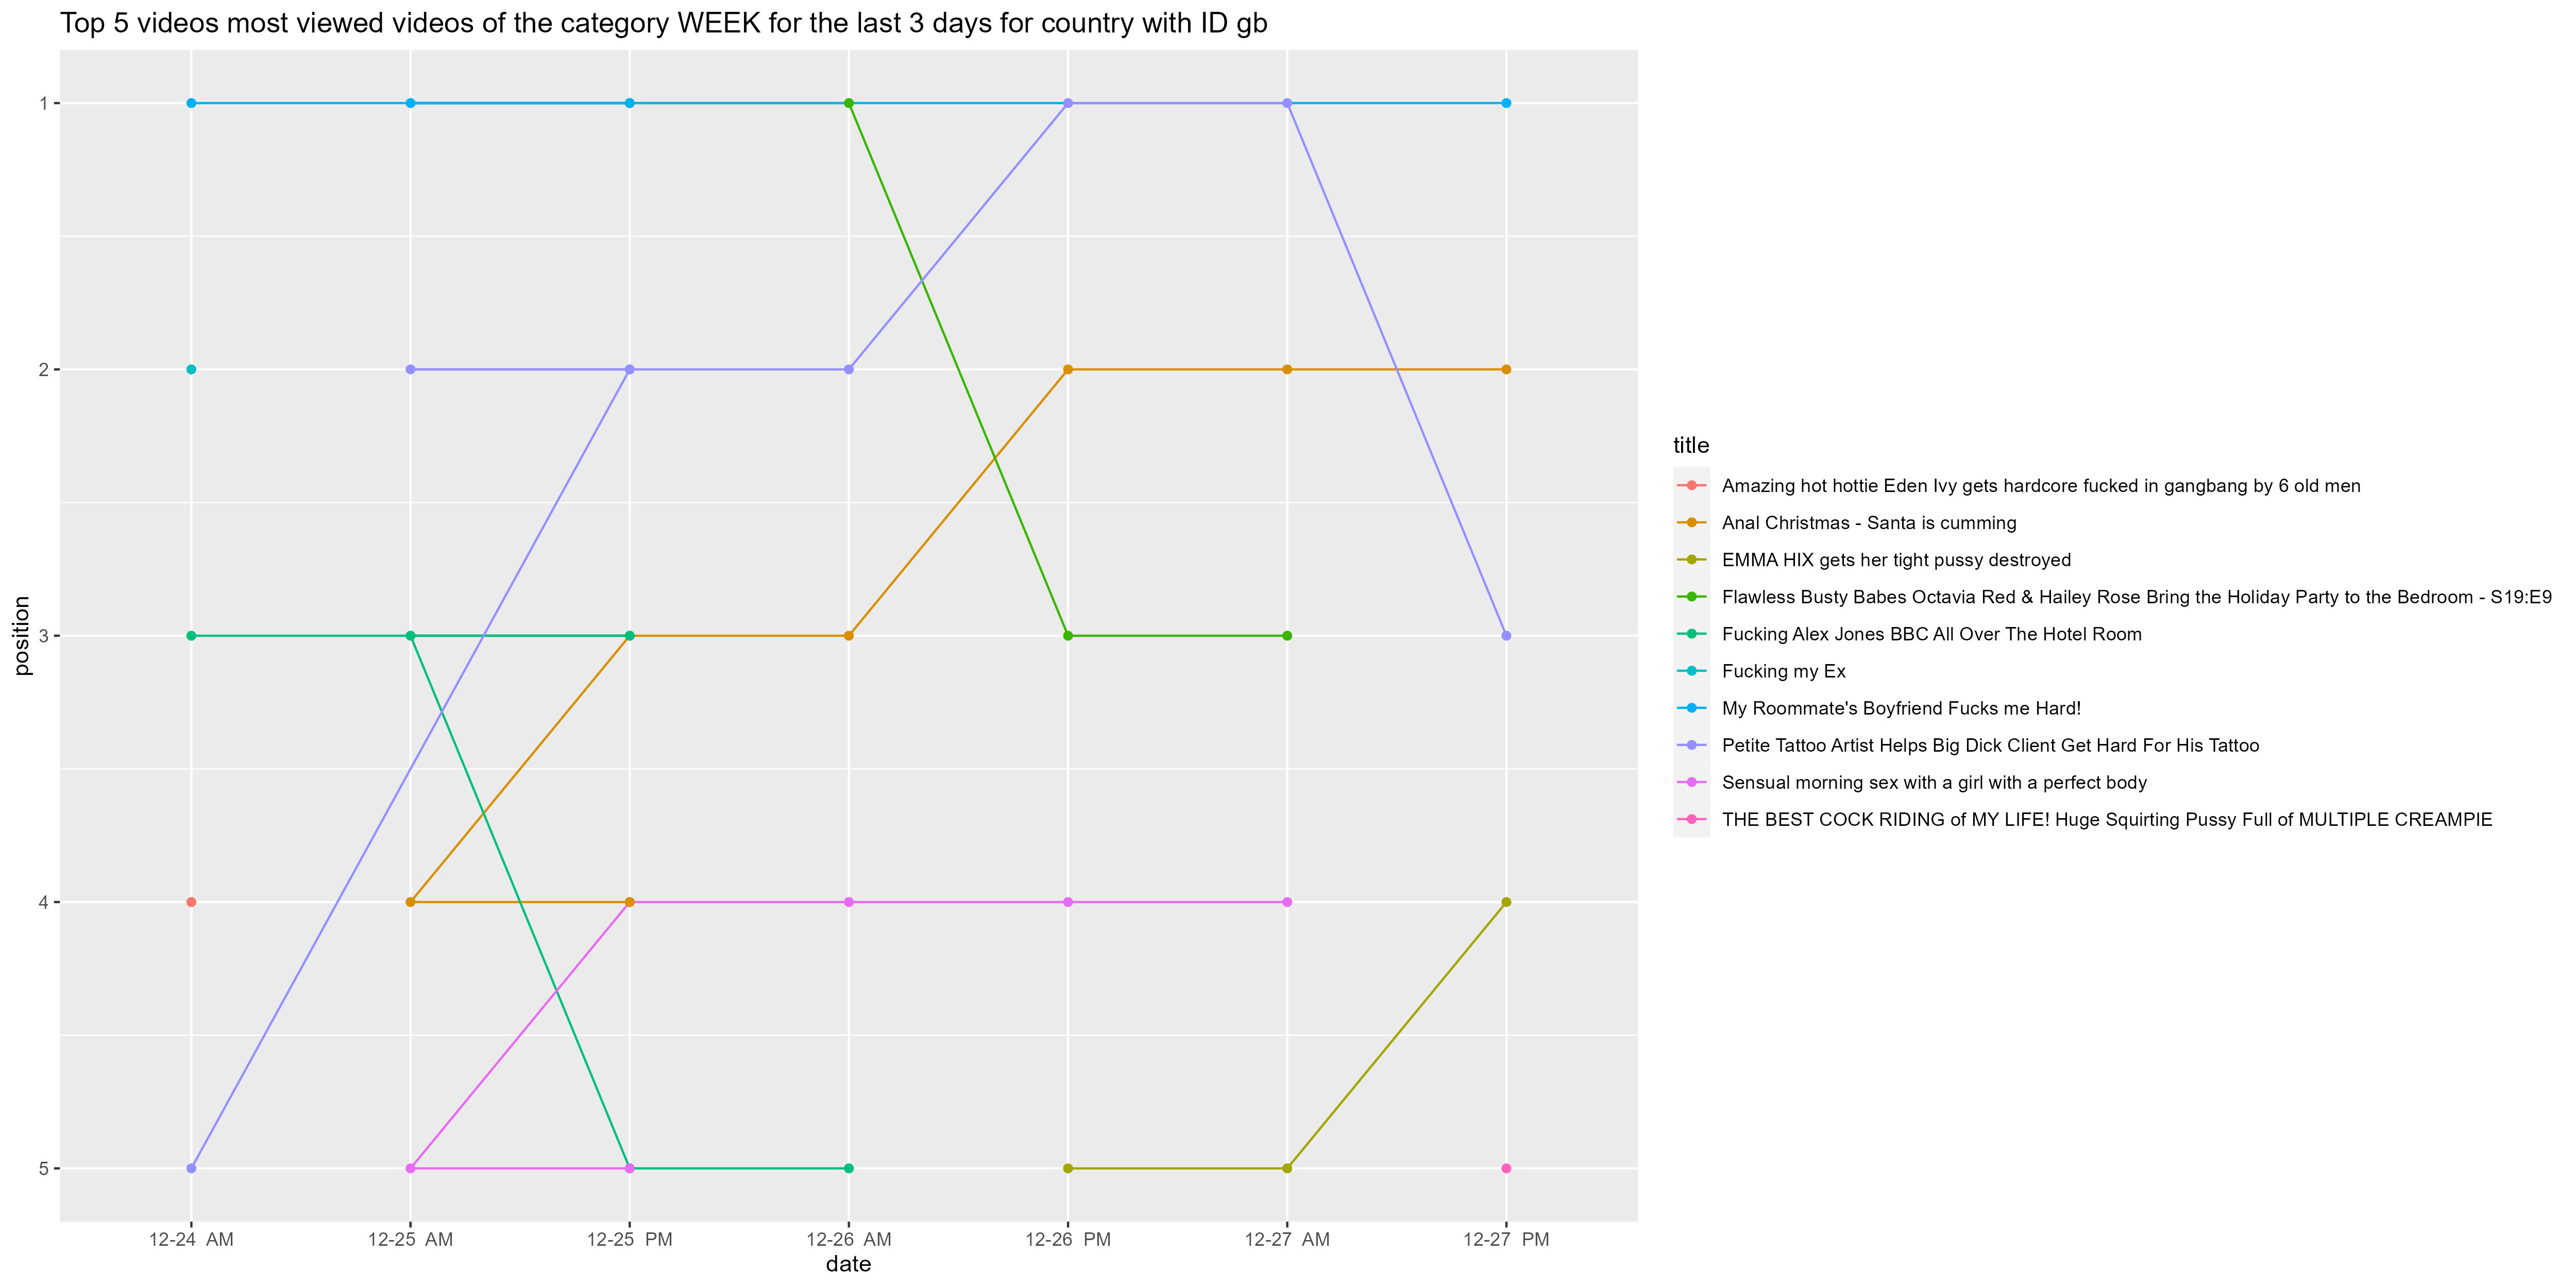 Top 5 videos most viewed videos of the category WEEK for the last 3 days for country with ID gb
position
1
2
3
4
5
12-24 AM
12-25 AM
12-25 PM
12-26 AM
12-26 PM
12-27 AM
12-27 PM
date
title
Amazing hot hottie Eden Ivy gets hardcore fucked in gangbang by 6 old men
Anal Christmas - Santa is cumming
EMMA HIX gets her tight pussy destroyed
Flawless Busty Babes Octavia Red & Hailey Rose Bring the Holiday Party to the Bedroom - S19:E9
Fucking Alex Jones BBC All Over The Hotel Room
Fucking my Ex
My Roommate's Boyfriend Fucks me Hard!
Petite Tattoo Artist Helps Big Dick Client Get Hard For His Tattoo
Sensual morning sex with a girl with a perfect body
THE BEST COCK RIDING of MY LIFE! Huge Squirting Pussy Full of MULTIPLE CREAMPIE